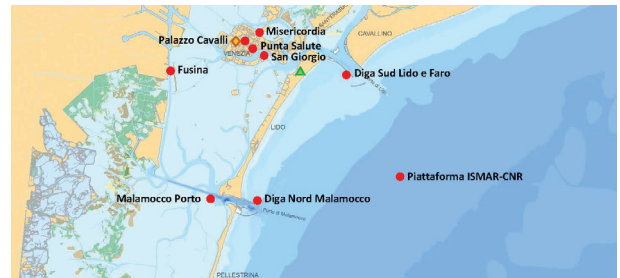 Misericordia
CAVALLINO
Palazzo Cavalli
Punta Salute
VENEZIA
San Giorgio
Fusina
Diga Sud Lido e Faro
LIDO
Piattaforma ISMAR-CNR
Malamocco Porto
Diga Nord Malamocco
Porto di Malamocco
PELLESTRINA